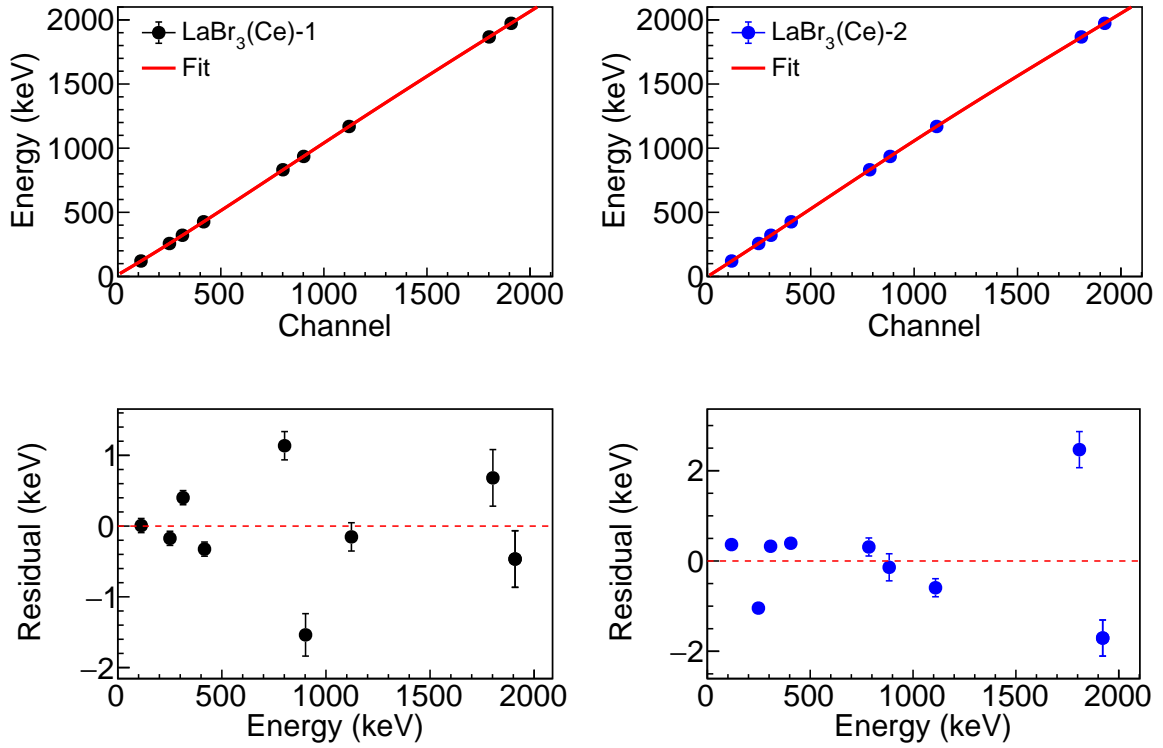 2000
1500
1000
500
0
Energy (keV)
LaBr3(Ce)-1
Fit
0 500 1000 1500 2000
Channel
2000
1500
1000
500
0
Energy (keV)
LaBr3(Ce)-2
Fit
0 500 1000 1500 2000
Channel
1
0
−1
−2
Residual (keV)
0 500 1000 1500 2000
Energy (keV)
2
0
−2
Residual (keV)
0 500 1000 1500 2000
Energy (keV)